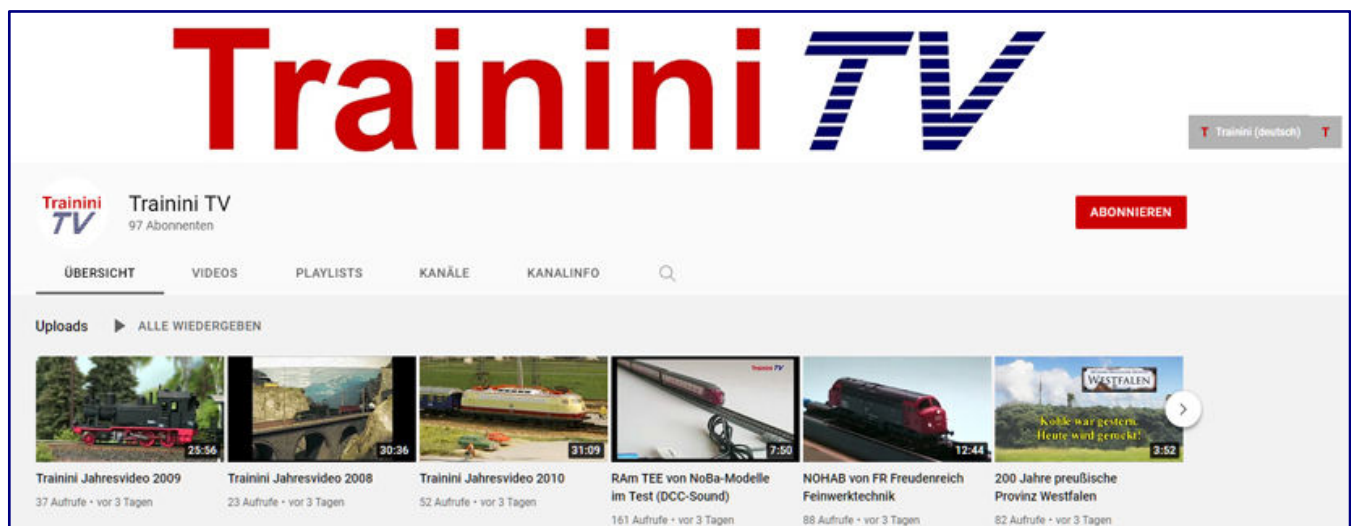 Trainini TV
T Trainini (deutsch) T
Trainini
TV
Trainini TV
97 Abonnenten
ABONNIEREN
ÜBERSICHT VIDEOS PLAYLISTS KANÄLE KANALINFO
Uploads ALLE WIEDERGEBEN
25:56
30:36
31:09
Trainini TV
7:50
12:44
WESTFALEN
Kohle war gestern.
Heute wird gerockt!
3:52
Trainini Jahresvideo 2009
37 Aufrufe • vor 3 Tagen
Trainini Jahresvideo 2008
23 Aufrufe • vor 3 Tagen
Trainini Jahresvideo 2010
52 Aufrufe • vor 3 Tagen
RAm TEE von NoBa-Modelle
im Test (DCC-Sound)
161 Aufrufe • vor 3 Tagen
NOHAB von FR Freudenreich
Feinwerktechnik
88 Aufrufe • vor 3 Tagen
200 Jahre preußische
Provinz Westfalen
82 Aufrufe • vor 3 Tagen